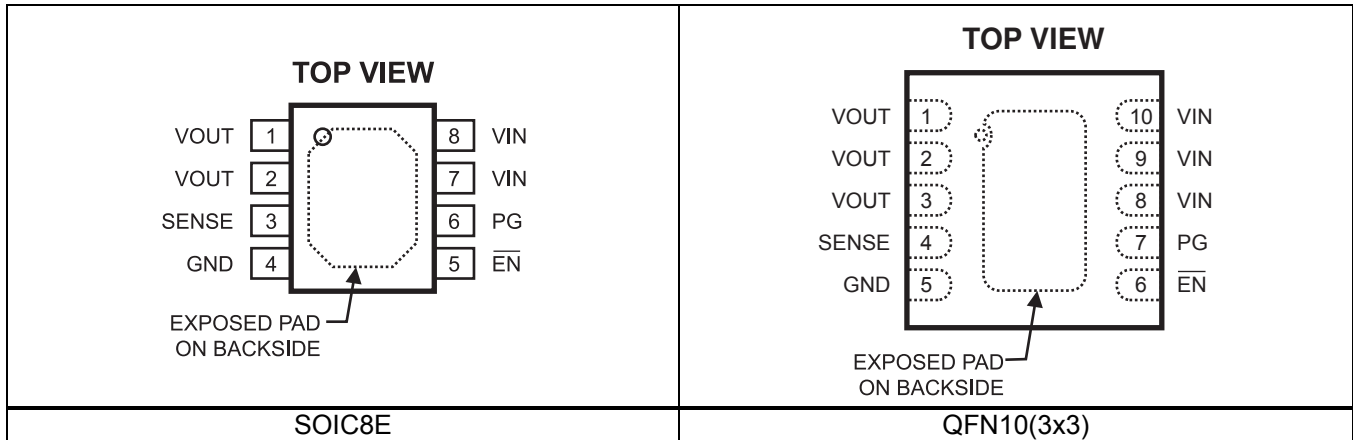 TOP VIEW
VOUT 1 8 VIN
VOUT 2 7 VIN
SENSE 3 6 PG
GND 4 5 EN
EXPOSED PAD
ON BACKSIDE
SOIC8E
TOP VIEW
VOUT 1 10 VIN
VOUT 2 9 VIN
VOUT 3 8 VIN
SENSE 4 7 PG
GND 5 6 EN
EXPOSED PAD
ON BACKSIDE
QFN10(3x3)